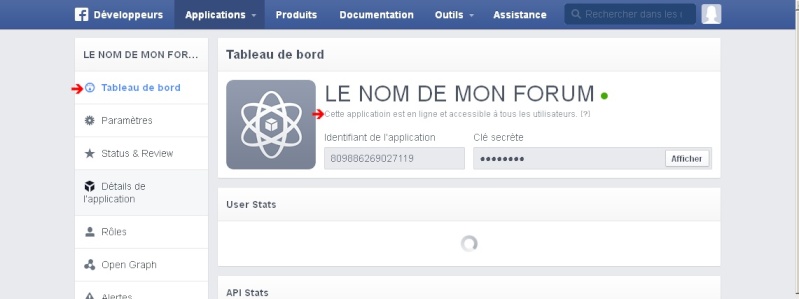 Développeurs Applications Produits Documentation Outils Assistance Rechercher dans les r
LE NOM DE MON FOR...
Tableau de bord
Paramètres
Status & Review
Détails de
l'application
Rôles
Open Graph
Alertes
Tableau de bord
LE NOM DE MON FORUM
Cette applicatoin est en ligne et accessible à tous les utilisateurs. [?]
Identifiant de l'application Clé secrète
809886269027119 ●●●●●●●● Afficher
User Stats
API Stats